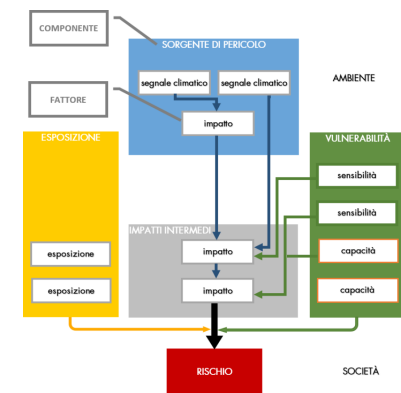 COMPONENTE
SORGENTE DI PERICOLO
segnale climatico
segnale climatico
AMBIENTE
FATTORE
impatto
ESPOSIZIONE
VULNERABILITÀ
sensibilità
sensibilità
IMPATTI INTERMEDI
esposizione
impatto
capacità
esposizione
impatto
capacità
RISCHIO
SOCIETÀ